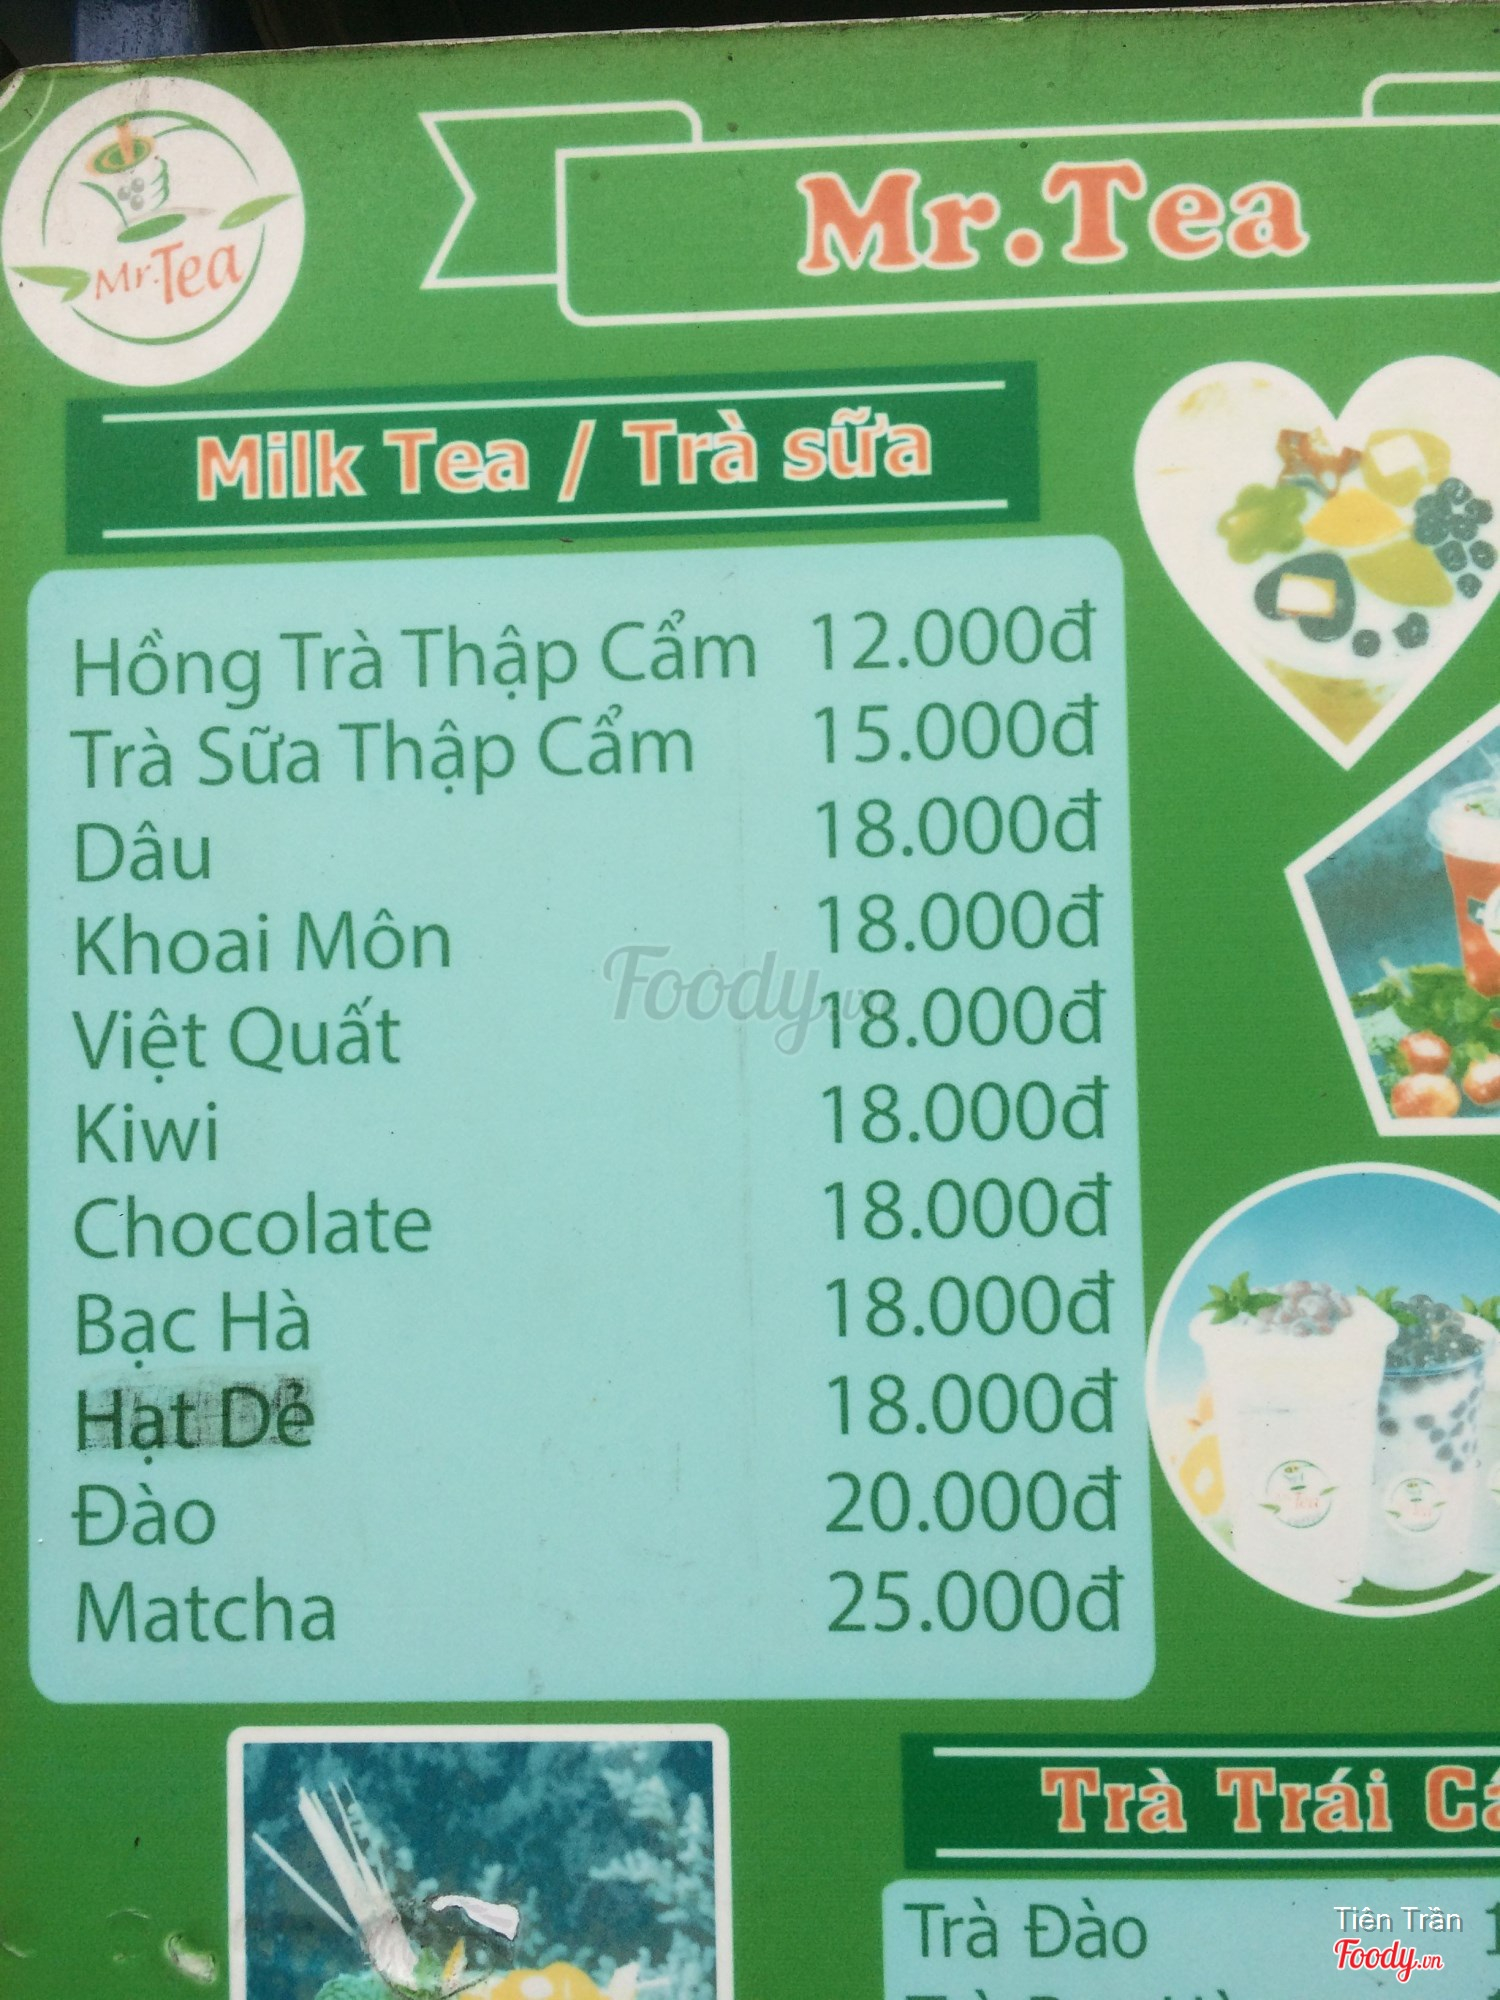 Mr.Tea
Mr.Tea
Milk Tea / Trà sữa
Hồng Trà Thập Cẩm 12.000đ
Trà Sữa Thập Cẩm 15.000đ
Dâu 18.000đ
Khoai Môn 18.000đ
Việt Quất 18.000đ
Kiwi 18.000đ
Chocolate 18.000đ
Bạc Hà 18.000đ
Hạt Dẻ 18.000đ
Đào 20.000đ
Matcha 25.000đ
Foody.vn
Trà Trái
Trà Đào
Tiên Trần
Foody.vn